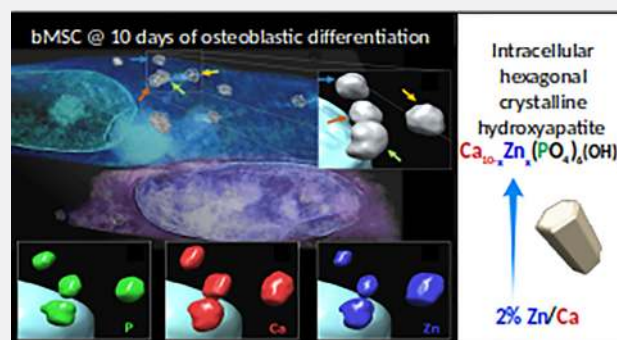 bMSC @ 10 days of osteoblastic differentiation
Intracellular
hexagonal
crystalline
hydroxyapatite
Ca₁₀₋ₓZnₓ(PO₄)₆(OH)
2% Zn/Ca
P
Ca
Zn